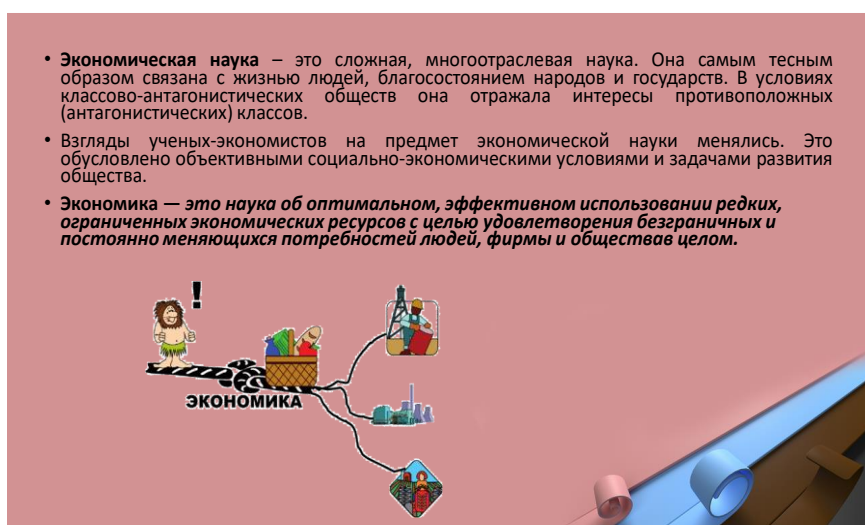 • Экономическая наука – это сложная, многоотраслевая наука. Она самым тесным
образом связана с жизнью людей, благосостоянием народов и государств. В условиях
классово-антагонистических обществ она отражала интересы противоположных
(антагонистических) классов.
• Взгляды ученых-экономистов на предмет экономической науки менялись. Это
обусловлено объективными социально-экономическими условиями и задачами развития
общества.
• Экономика — это наука об оптимальном, эффективном использовании редких,
ограниченных экономических ресурсов с целью удовлетворения безграничных и
постоянно меняющихся потребностей людей, фирмы и обществав целом.
!
ЭКОНОМИКА